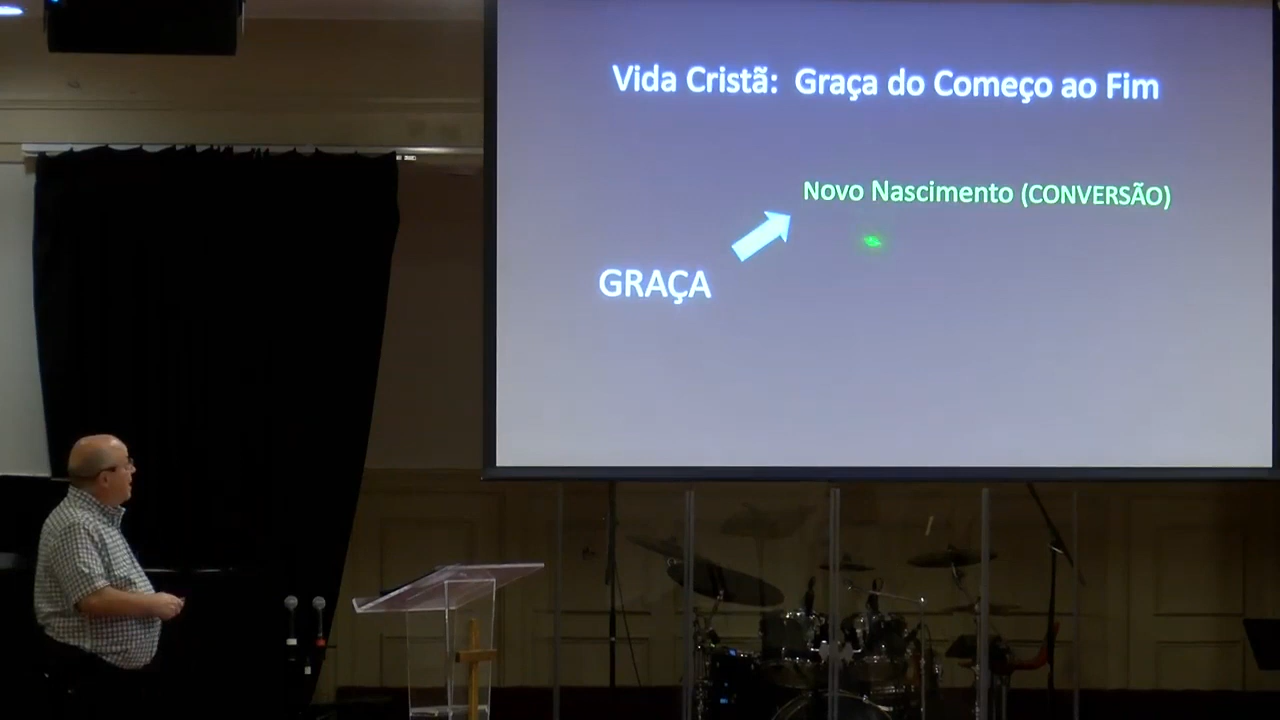 Vida Cristã: Graça do Começo ao Fim
Novo Nascimento (CONVERSÃO)
GRAÇA